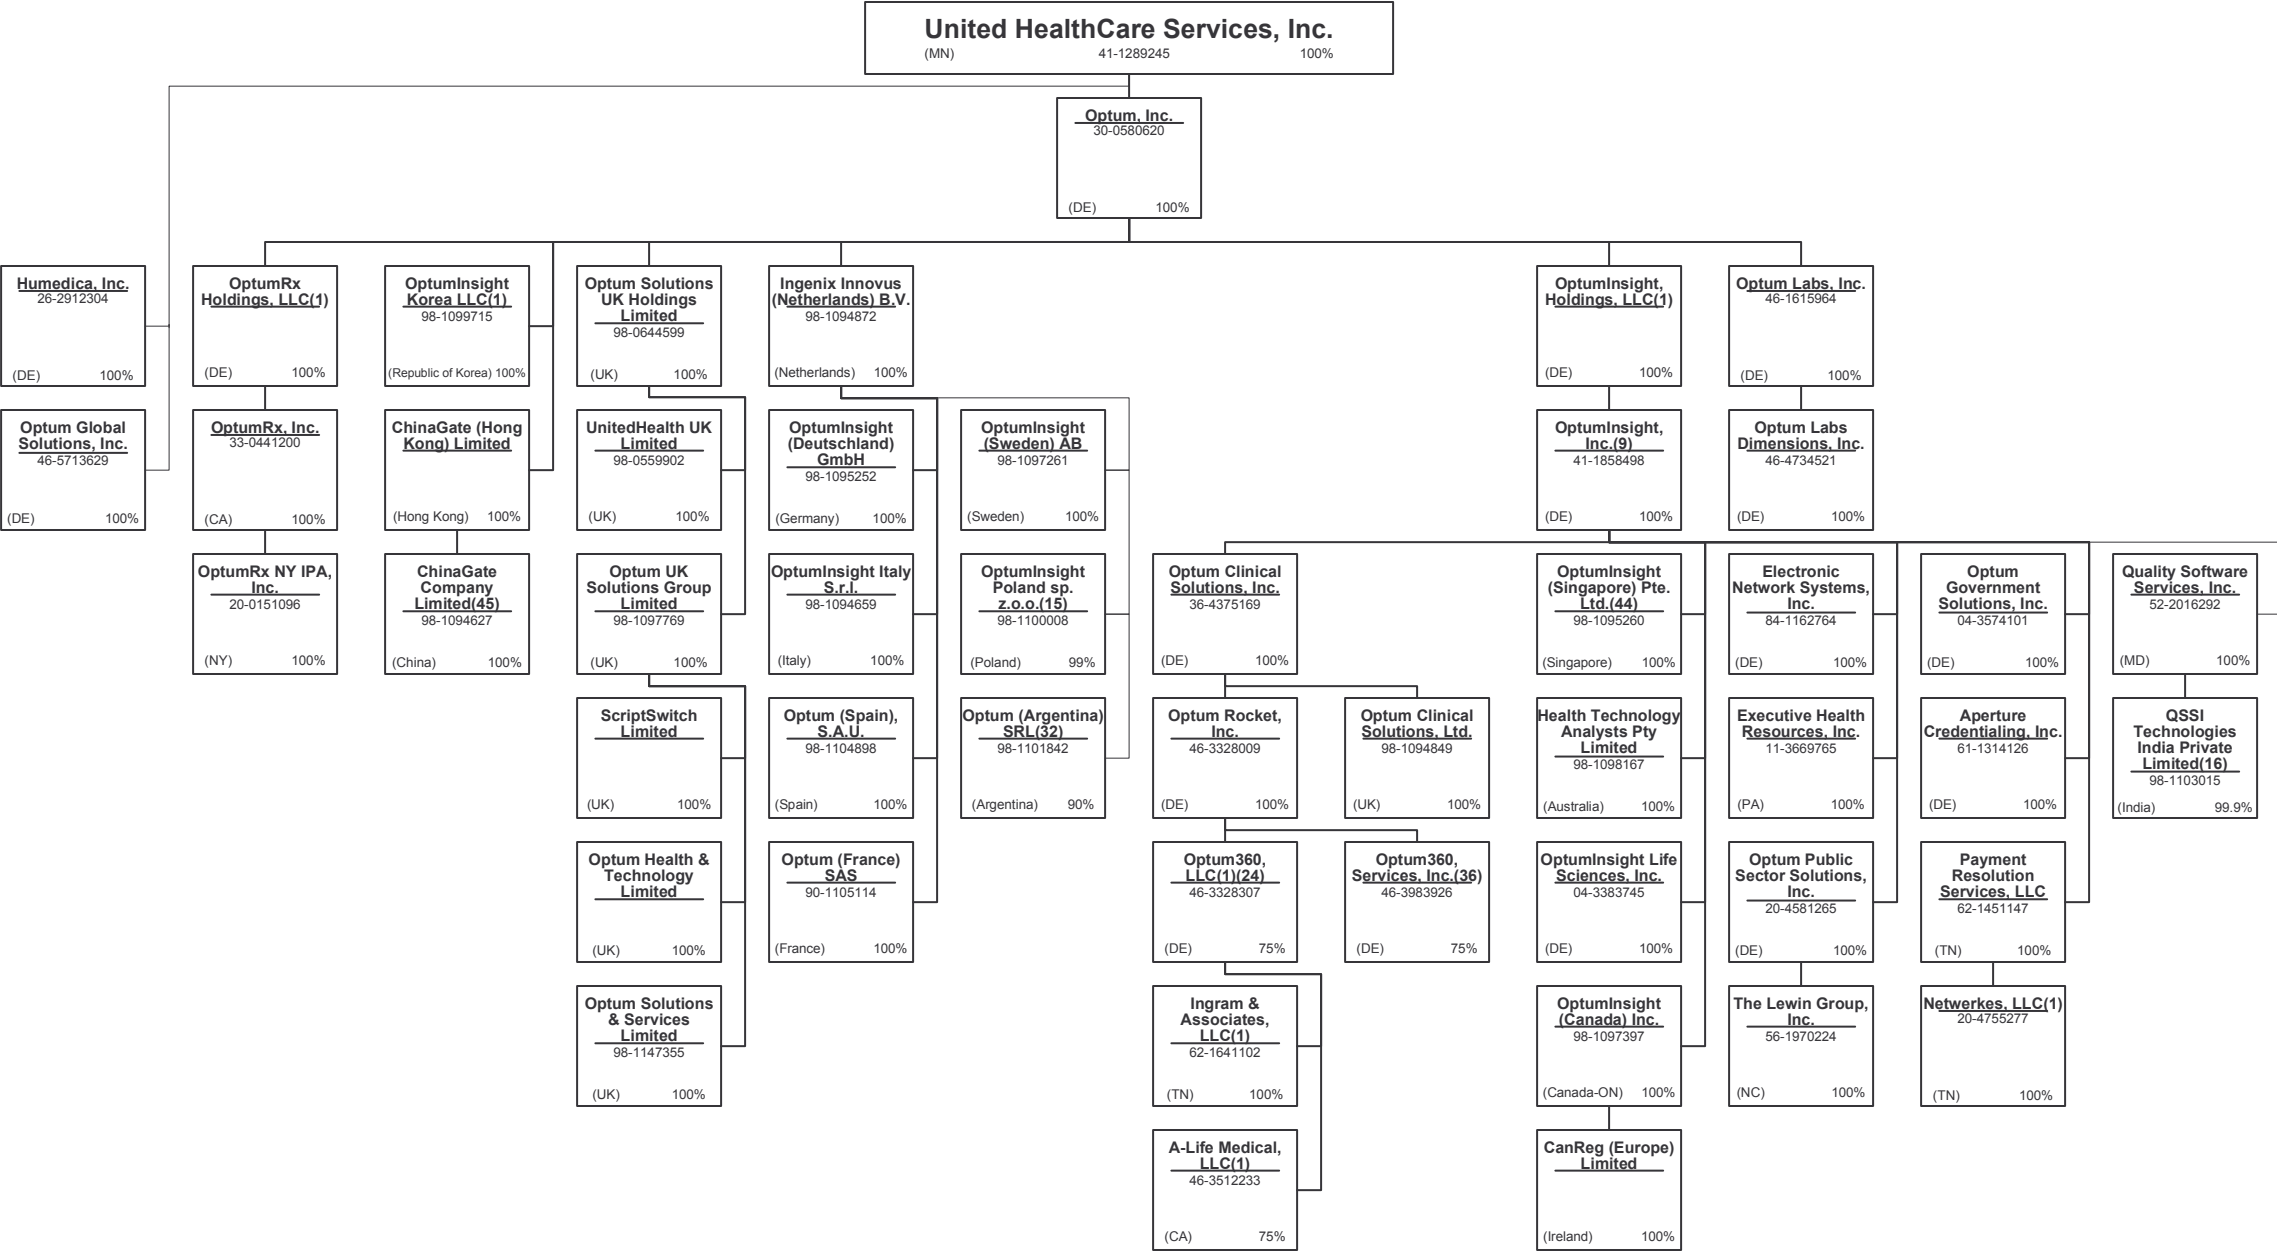 United HealthCare Services, Inc.
(MN) 41-1289245 100%
Optum, Inc.
30-0580620
(DE) 100%
Humedica, Inc.
26-2912304
(DE) 100%
OptumRx
Holdings, LLC(1)
(DE) 100%
OptumInsight
Korea LLC(1)
98-1099715
(Republic of Korea) 100%
Optum Solutions
UK Holdings
Limited
98-0644599
(UK) 100%
Ingenix Innovus
(Netherlands) B.V.
98-1094872
(Netherlands) 100%
OptumInsight,
Holdings, LLC(1)
(DE) 100%
Optum Labs, Inc.
46-1615964
(DE) 100%
Optum Global
Solutions, Inc.
46-5713629
(DE) 100%
OptumRx, Inc.
33-0441200
(CA) 100%
ChinaGate (Hong
Kong) Limited
(Hong Kong) 100%
UnitedHealth UK
Limited
98-0559902
(UK) 100%
OptumInsight
(Deutschland)
GmbH
98-1095252
(Germany) 100%
OptumInsight
(Sweden) AB
98-1097261
(Sweden) 100%
OptumInsight,
Inc.(9)
41-1858498
(DE) 100%
Optum Labs
Dimensions, Inc.
46-4734521
(DE) 100%
OptumRx NY IPA,
Inc.
20-0151096
(NY) 100%
ChinaGate
Company
Limited(45)
98-1094627
(China) 100%
Optum UK
Solutions Group
Limited
98-1097769
(UK) 100%
OptumInsight Italy
S.r.l.
98-1094659
(Italy) 100%
OptumInsight
Poland sp.
z.o.o.(15)
98-1100008
(Poland) 99%
Optum Clinical
Solutions, Inc.
36-4375169
(DE) 100%
OptumInsight
(Singapore) Pte.
Ltd.(44)
98-1095260
(Singapore) 100%
Electronic
Network Systems,
Inc.
84-1162764
(DE) 100%
Optum
Government
Solutions, Inc.
04-3574101
(DE) 100%
Quality Software
Services, Inc.
52-2016292
(MD) 100%
ScriptSwitch
Limited
(UK) 100%
Optum (Spain),
S.A.U.
98-1104898
(Spain) 100%
Optum (Argentina)
SRL(32)
98-1101842
(Argentina) 90%
Optum Rocket,
Inc.
46-3328009
(DE) 100%
Optum Clinical
Solutions, Ltd.
98-1094849
(UK) 100%
Health Technology
Analysts Pty
Limited
98-1098167
(Australia) 100%
Executive Health
Resources, Inc.
11-3669765
(PA) 100%
Aperture
Credentialing, Inc.
61-1314126
(DE) 100%
QSSI
Technologies
India Private
Limited(16)
98-1103015
(India) 99.9%
Optum Health &
Technology
Limited
(UK) 100%
Optum (France)
SAS
90-1105114
(France) 100%
Optum360,
LLC(1)(24)
46-3328307
(DE) 75%
Optum360,
Services, Inc.(36)
46-3983926
(DE) 75%
OptumInsight Life
Sciences, Inc.
04-3383745
(DE) 100%
Optum Public
Sector Solutions,
Inc.
20-4581265
(DE) 100%
Payment
Resolution
Services, LLC
62-1451147
(TN) 100%
Optum Solutions
& Services
Limited
98-1147355
(UK) 100%
Ingram &
Associates,
LLC(1)
62-1641102
(TN) 100%
OptumInsight
(Canada) Inc.
98-1097397
(Canada-ON) 100%
The Lewin Group,
Inc.
56-1970224
(NC) 100%
Netwerkes, LLC(1)
20-4755277
(TN) 100%
A-Life Medical,
LLC(1)
46-3512233
(CA) 75%
CanReg (Europe)
Limited
(Ireland) 100%